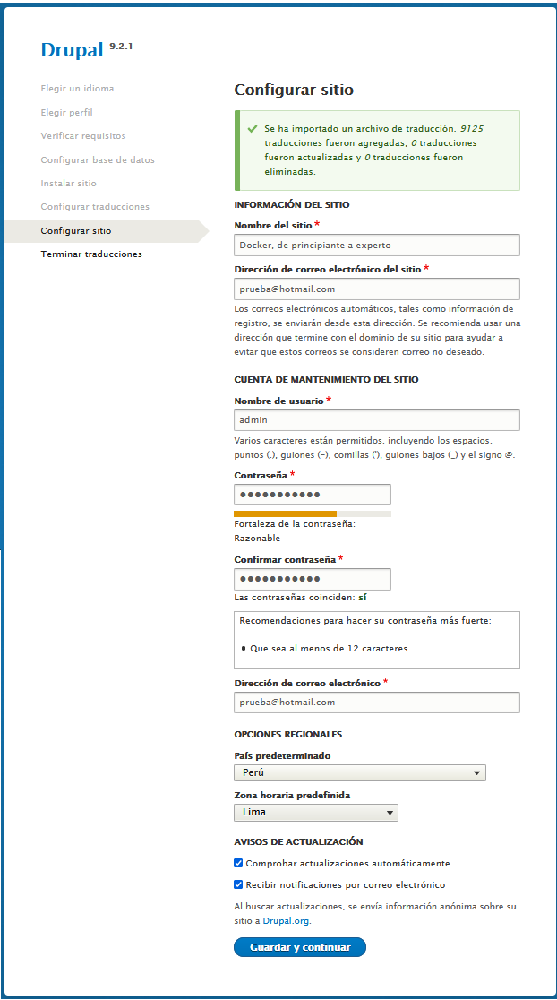 Drupal 9.2.1
Elegir un idioma
Elegir perfil
Verificar requisitos
Configurar base de datos
Instalar sitio
Configurar traducciones
Configurar sitio
Terminar traducciones
Configurar sitio
Se ha importado un archivo de traducción. 9125
traducciones fueron agregadas, 0 traducciones
fueron actualizadas y 0 traducciones fueron
eliminadas.
INFORMACIÓN DEL SITIO
Nombre del sitio *
Docker, de principiante a experto
Dirección de correo electrónico del sitio *
prueba@hotmail.com
Los correos electrónicos automáticos, tales como información de
registro, se enviarán desde esta dirección. Se recomienda usar una
dirección que termine con el dominio de su sitio para ayudar a
evitar que estos correos se consideren correo no deseado.
CUENTA DE MANTENIMIENTO DEL SITIO
Nombre de usuario *
admin
Varios caracteres están permitidos, incluyendo los espacios,
puntos (.), guiones (-), comillas ('), guiones bajos (_) y el signo @.
Contraseña *
●●●●●●●●●●●
Fortaleza de la contraseña:
Razonable
Confirmar contraseña *
●●●●●●●●●●●
Las contraseñas coinciden: sí
Recomendaciones para hacer su contraseña más fuerte:
• Que sea al menos de 12 caracteres
Dirección de correo electrónico *
prueba@hotmail.com
OPCIONES REGIONALES
País predeterminado
Perú
Zona horaria predefinida
Lima
AVISOS DE ACTUALIZACIÓN
Comprobar actualizaciones automáticamente
Recibir notificaciones por correo electrónico
Al buscar actualizaciones, se envía información anónima sobre su
sitio a Drupal.org.
Guardar y continuar